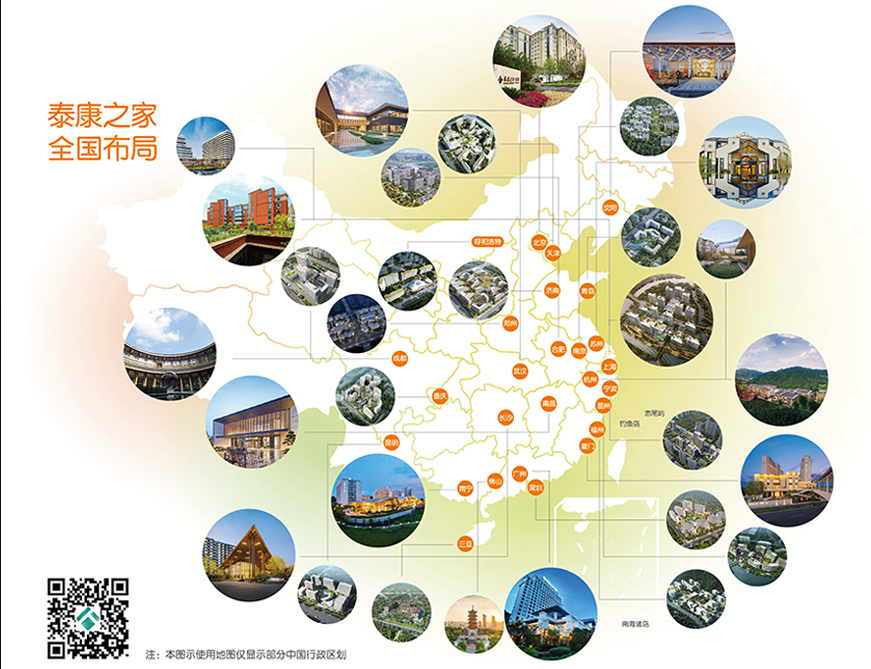 泰康之家
全国布局
沈阳
呼和浩特
北京
天津
济南
青岛
郑州
合肥
南京
苏州
上海
成都
武汉
杭州
宁波
重庆
南昌
温州
长沙
赤尾屿
钓鱼岛
福州
厦门
昆明
广州
佛山
南宁
深圳
三亚
南海诸岛
注：本图示使用地图仅显示部分中国行政区划